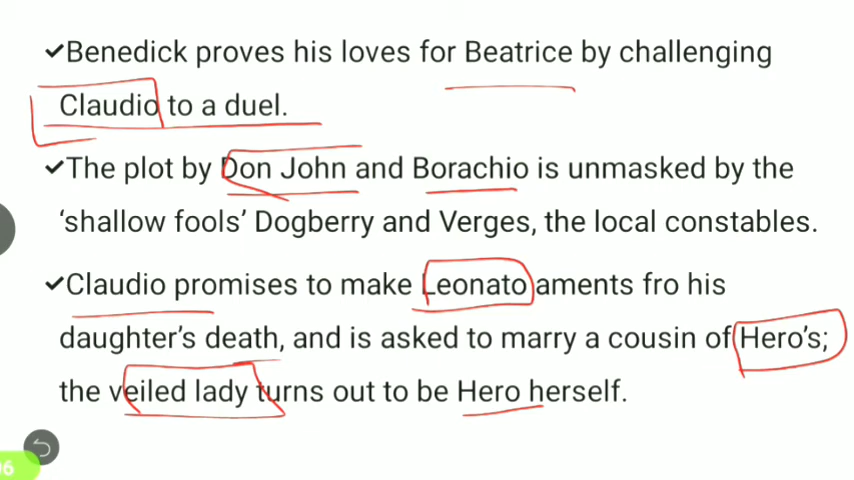 ✔Benedick proves his loves for Beatrice by challenging
Claudio to a duel.
✔The plot by Don John and Borachio is unmasked by the
‘shallow fools’ Dogberry and Verges, the local constables.
✔Claudio promises to make Leonato aments fro his
daughter's death, and is asked to marry a cousin of Hero's;
the veiled lady turns out to be Hero herself.